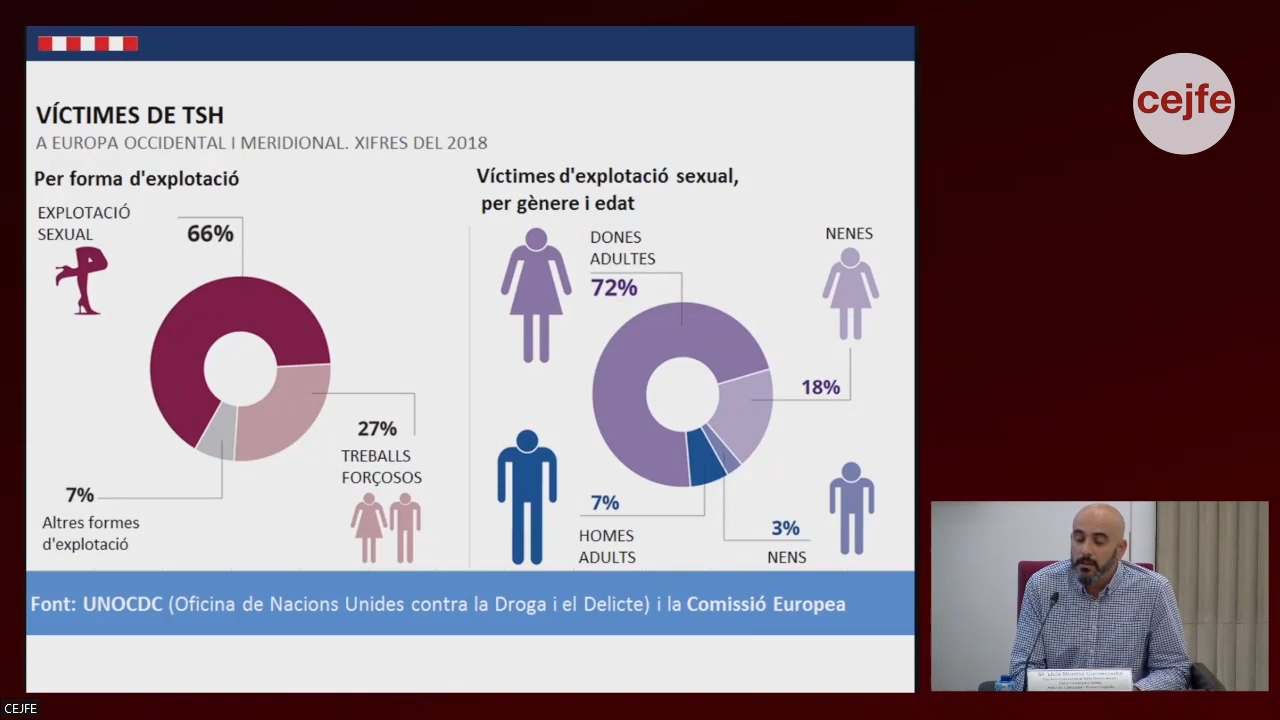 cejfe
VÍCTIMES DE TSH
A EUROPA OCCIDENTAL I MERIDIONAL. XIFRES DEL 2018
Per forma d'explotació
EXPLOTACIÓ
SEXUAL
66%
27%
TREBALLS
FORÇOSOS
7%
Altres formes
d'explotació
Víctimes d'explotació sexual,
per gènere i edat
DONES
ADULTES
72%
NENES
18%
7%
HOMES
ADULTS
3%
NENS
Font: UNOCDC (Oficina de Nacions Unides contra la Droga i el Delicte) i la Comissió Europea
CEJFE